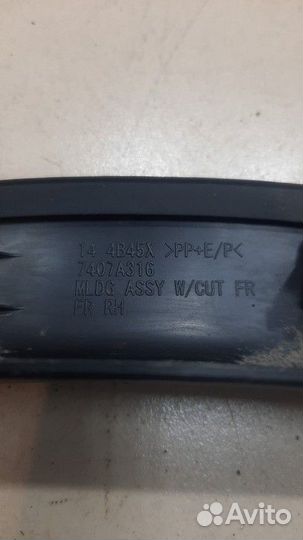 14 4B45X >PP+E/P<
7407A316
MLDG ASSY W/CUT FR
FR RH
Avito